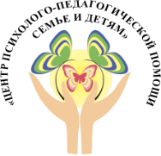 «ЦЕНТР ПСИХОЛОГО-ПЕДАГОГИЧЕСКОЙ ПОМОЩИ
СЕМЬЕ И ДЕТЯМ»